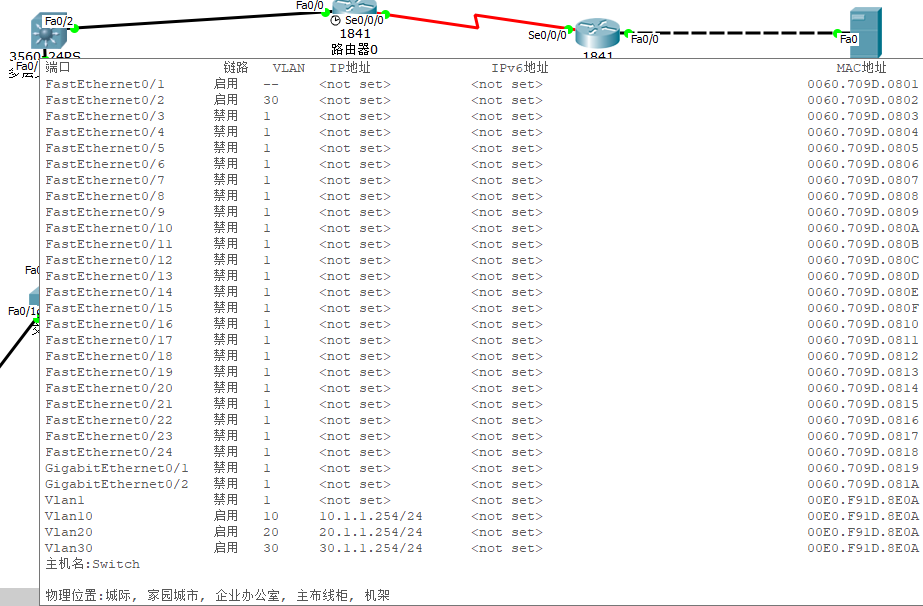 Fa0/0
Fa0/2
Se0/0/0
1841
路由器0
Se0/0/0
Fa0/0
Fa0
1841
3560-24PS
Fa0/
端口 链路 VLAN IP地址 IPv6地址 MAC地址
FastEthernet0/1 启用 -- <not set> <not set> 0060.709D.0801
FastEthernet0/2 启用 30 <not set> <not set> 0060.709D.0802
FastEthernet0/3 禁用 1 <not set> <not set> 0060.709D.0803
FastEthernet0/4 禁用 1 <not set> <not set> 0060.709D.0804
FastEthernet0/5 禁用 1 <not set> <not set> 0060.709D.0805
FastEthernet0/6 禁用 1 <not set> <not set> 0060.709D.0806
FastEthernet0/7 禁用 1 <not set> <not set> 0060.709D.0807
FastEthernet0/8 禁用 1 <not set> <not set> 0060.709D.0808
FastEthernet0/9 禁用 1 <not set> <not set> 0060.709D.0809
FastEthernet0/10 禁用 1 <not set> <not set> 0060.709D.080A
FastEthernet0/11 禁用 1 <not set> <not set> 0060.709D.080B
FastEthernet0/12 禁用 1 <not set> <not set> 0060.709D.080C
FastEthernet0/13 禁用 1 <not set> <not set> 0060.709D.080D
FastEthernet0/14 禁用 1 <not set> <not set> 0060.709D.080E
FastEthernet0/15 禁用 1 <not set> <not set> 0060.709D.080F
FastEthernet0/16 禁用 1 <not set> <not set> 0060.709D.0810
FastEthernet0/17 禁用 1 <not set> <not set> 0060.709D.0811
FastEthernet0/18 禁用 1 <not set> <not set> 0060.709D.0812
FastEthernet0/19 禁用 1 <not set> <not set> 0060.709D.0813
FastEthernet0/20 禁用 1 <not set> <not set> 0060.709D.0814
FastEthernet0/21 禁用 1 <not set> <not set> 0060.709D.0815
FastEthernet0/22 禁用 1 <not set> <not set> 0060.709D.0816
FastEthernet0/23 禁用 1 <not set> <not set> 0060.709D.0817
FastEthernet0/24 禁用 1 <not set> <not set> 0060.709D.0818
GigabitEthernet0/1 禁用 1 <not set> <not set> 0060.709D.0819
GigabitEthernet0/2 禁用 1 <not set> <not set> 0060.709D.081A
Vlan1 禁用 1 <not set> <not set> 00E0.F91D.8E0A
Vlan10 启用 10 10.1.1.254/24 <not set> 00E0.F91D.8E0A
Vlan20 启用 20 20.1.1.254/24 <not set> 00E0.F91D.8E0A
Vlan30 启用 30 30.1.1.254/24 <not set> 00E0.F91D.8E0A
主机名:Switch
物理位置:城际, 家园城市, 企业办公室, 主布线柜, 机架
Fa0
Fa0/1